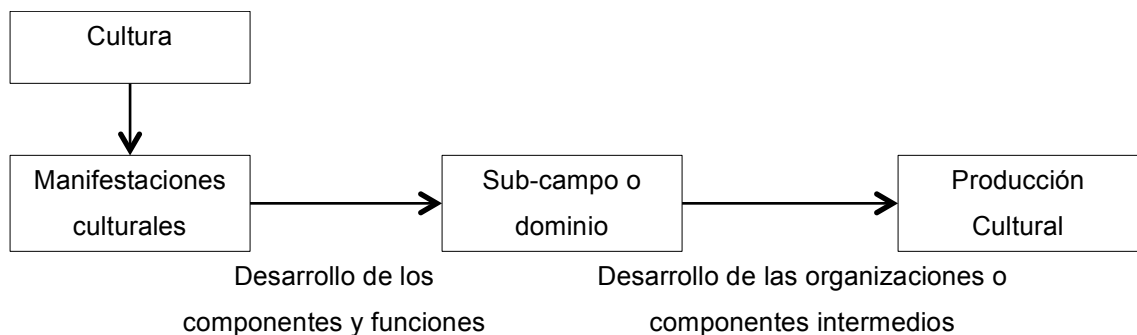 Cultura
Manifestaciones
culturales
Sub-campo o
dominio
Producción
Cultural
Desarrollo de los
componentes y funciones
Desarrollo de las organizaciones o
componentes intermedios